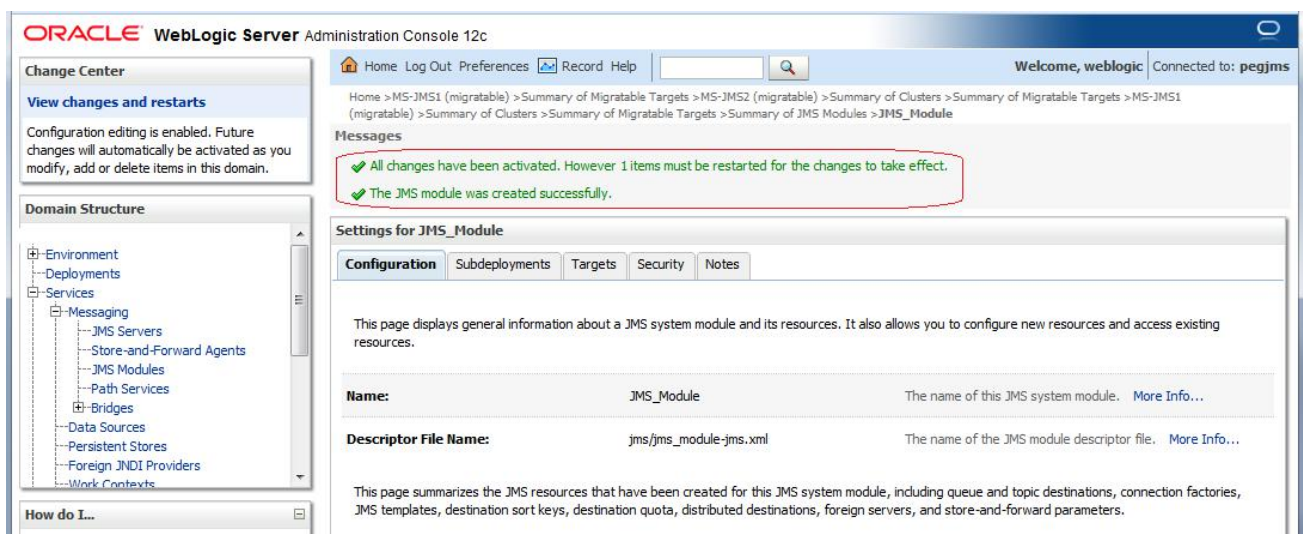 ORACLE WebLogic Server Administration Console 12c
Change Center
View changes and restarts
Configuration editing is enabled. Future
changes will automatically be activated as you
modify, add or delete items in this domain.
Domain Structure
Environment
Deployments
Services
Messaging
JMS Servers
Store-and-Forward Agents
JMS Modules
Path Services
Bridges
Data Sources
Persistent Stores
Foreign JNDI Providers
Work Contexts
How do I...
Home Log Out Preferences Record Help
Welcome, weblogic Connected to: pegjms
Home >MS-JMS1 (migratable) >Summary of Migratable Targets >MS-JMS2 (migratable) >Summary of Clusters >Summary of Migratable Targets >MS-JMS1
(migratable) >Summary of Clusters >Summary of Migratable Targets >Summary of JMS Modules >JMS_Module
Messages
All changes have been activated. However 1 items must be restarted for the changes to take effect.
The JMS module was created successfully.
Settings for JMS_Module
Configuration Subdeployments Targets Security Notes
This page displays general information about a JMS system module and its resources. It also allows you to configure new resources and access existing
resources.
Name: JMS_Module The name of this JMS system module. More Info...
Descriptor File Name: jms/jms_module-jms.xml The name of the JMS module descriptor file. More Info...
This page summarizes the JMS resources that have been created for this JMS system module, including queue and topic destinations, connection factories,
JMS templates, destination sort keys, destination quota, distributed destinations, foreign servers, and store-and-forward parameters.